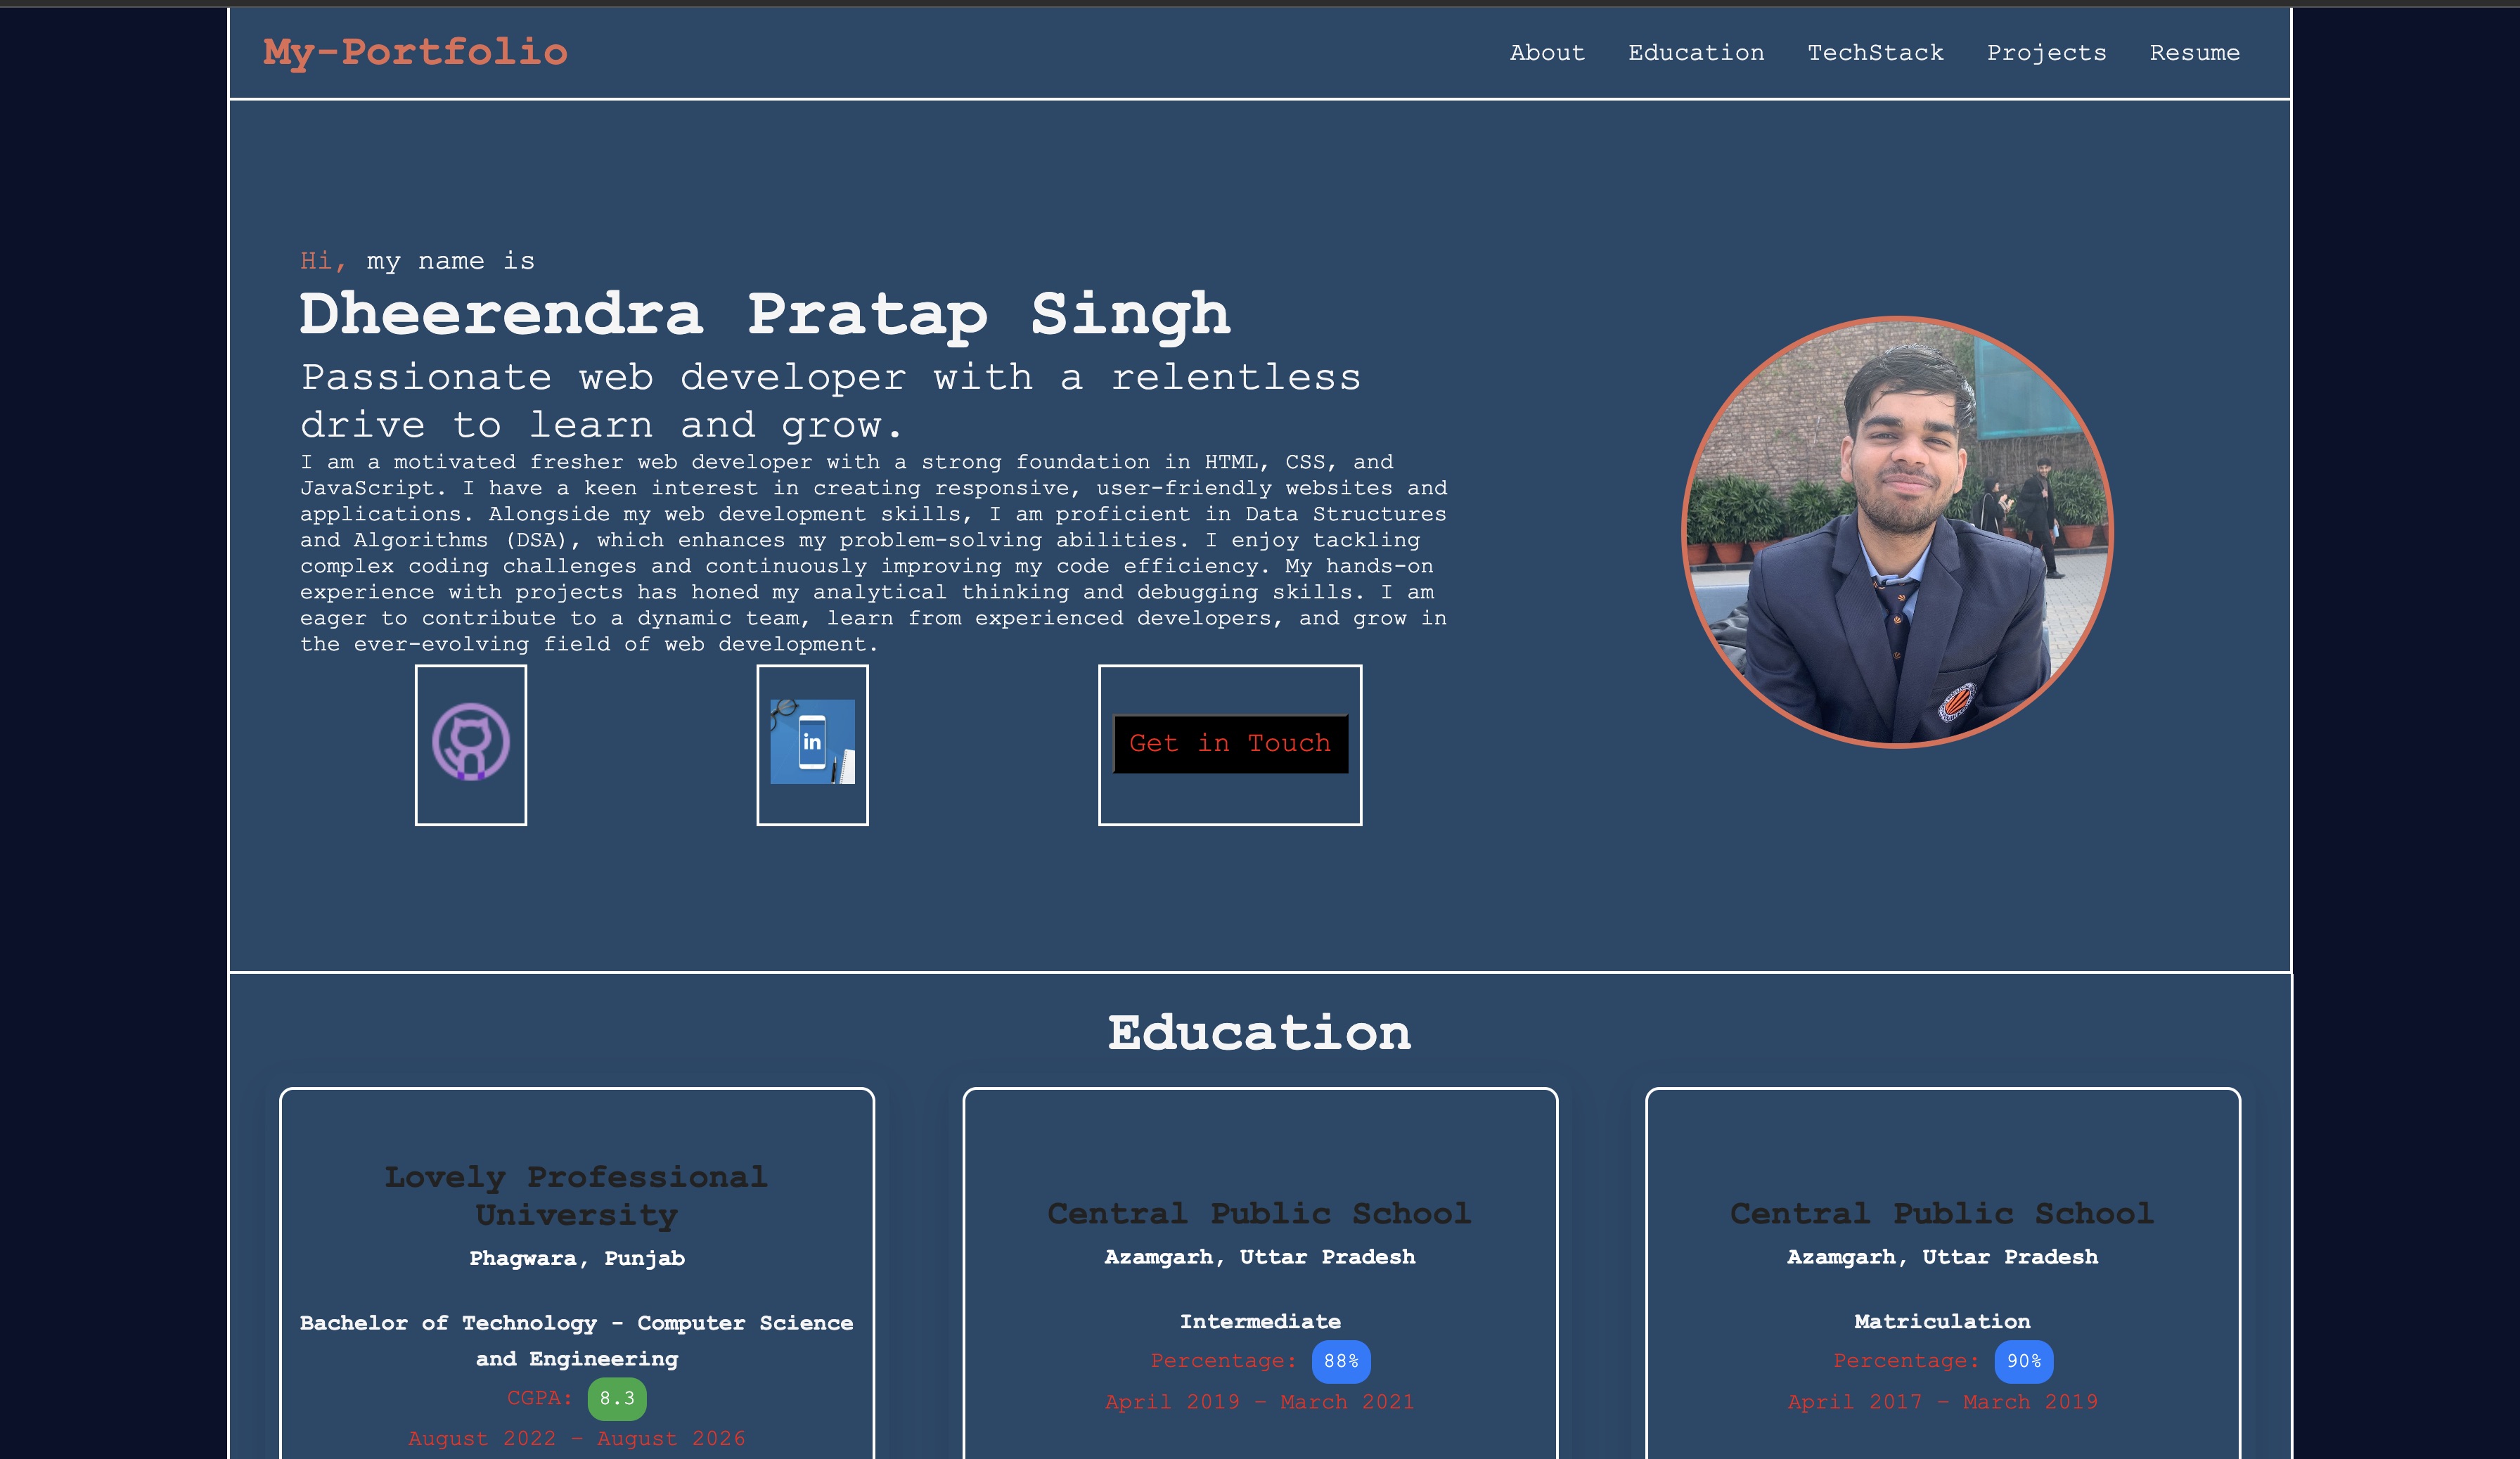 My-Portfolio
About Education TechStack Projects Resume
Hi, my name is
Dheerendra Pratap Singh
Passionate web developer with a relentless
drive to learn and grow.
I am a motivated fresher web developer with a strong foundation in HTML, CSS, and
JavaScript. I have a keen interest in creating responsive, user-friendly websites and
applications. Alongside my web development skills, I am proficient in Data Structures
and Algorithms (DSA), which enhances my problem-solving abilities. I enjoy tackling
complex coding challenges and continuously improving my code efficiency. My hands-on
experience with projects has honed my analytical thinking and debugging skills. I am
eager to contribute to a dynamic team, learn from experienced developers, and grow in
the ever-evolving field of web development.
in
Get in Touch
Education
Lovely Professional
University
Phagwara, Punjab
Bachelor of Technology - Computer Science
and Engineering
CGPA: 8.3
August 2022 - August 2026
Central Public School
Azamgarh, Uttar Pradesh
Intermediate
Percentage: 88%
April 2019 - March 2021
Central Public School
Azamgarh, Uttar Pradesh
Matriculation
Percentage: 90%
April 2017 - March 2019